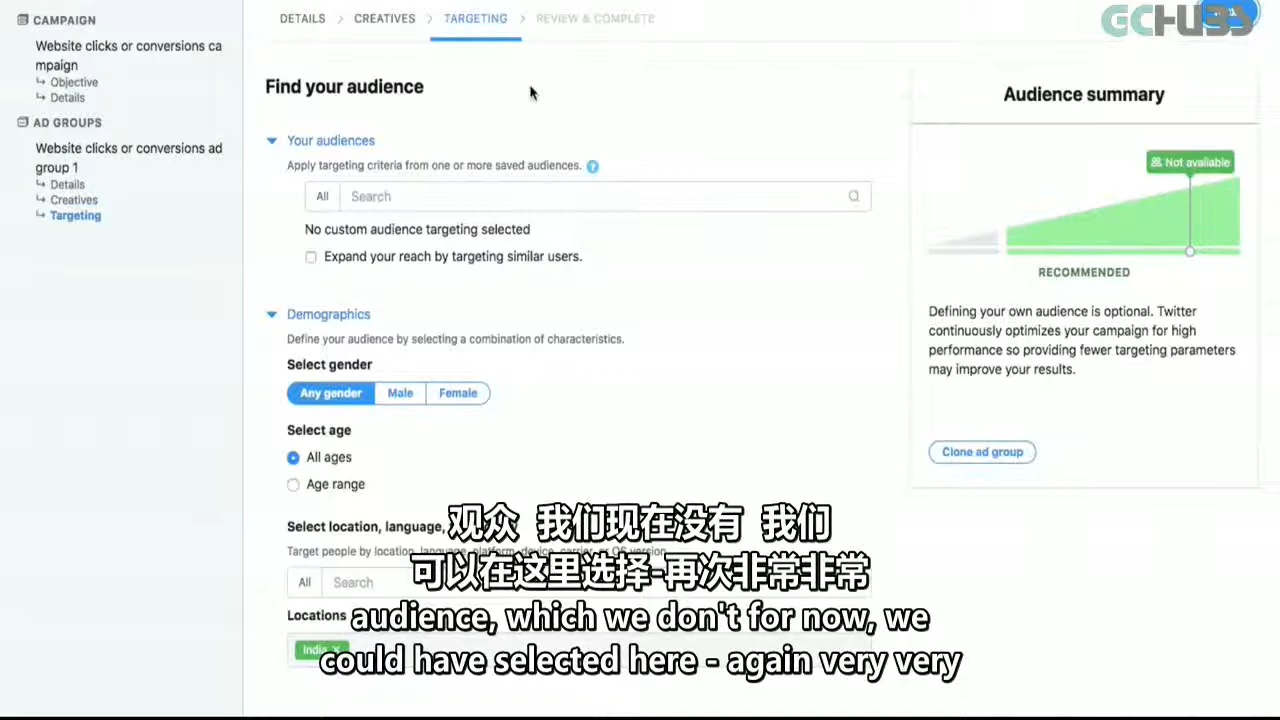 CAMPAIGN
Website clicks or conversions ca
mpaign
Objective
Details
AD GROUPS
Website clicks or conversions ad
group 1
Details
Creatives
Targeting
DETAILS > CREATIVES > TARGETING > REVIEW & COMPLETE
GCHUBS
Find your audience
Your audiences
Apply targeting criteria from one or more saved audiences. ?
All Search
No custom audience targeting selected
Expand your reach by targeting similar users.
Demographics
Define your audience by selecting a combination of characteristics.
Select gender
Any gender Male Female
Select age
All ages
Age range
Select location, language,
Target people by location, language, platform, device, carrier, or OS version.
All Search
Locations
India ×
Audience summary
Not available
RECOMMENDED
Defining your own audience is optional. Twitter
continuously optimizes your campaign for high
performance so providing fewer targeting parameters
may improve your results.
Clone ad group
观众 我们现在没有 我们
可以在这里选择-再次非常非常
audience, which we don't for now, we
could have selected here - again very very